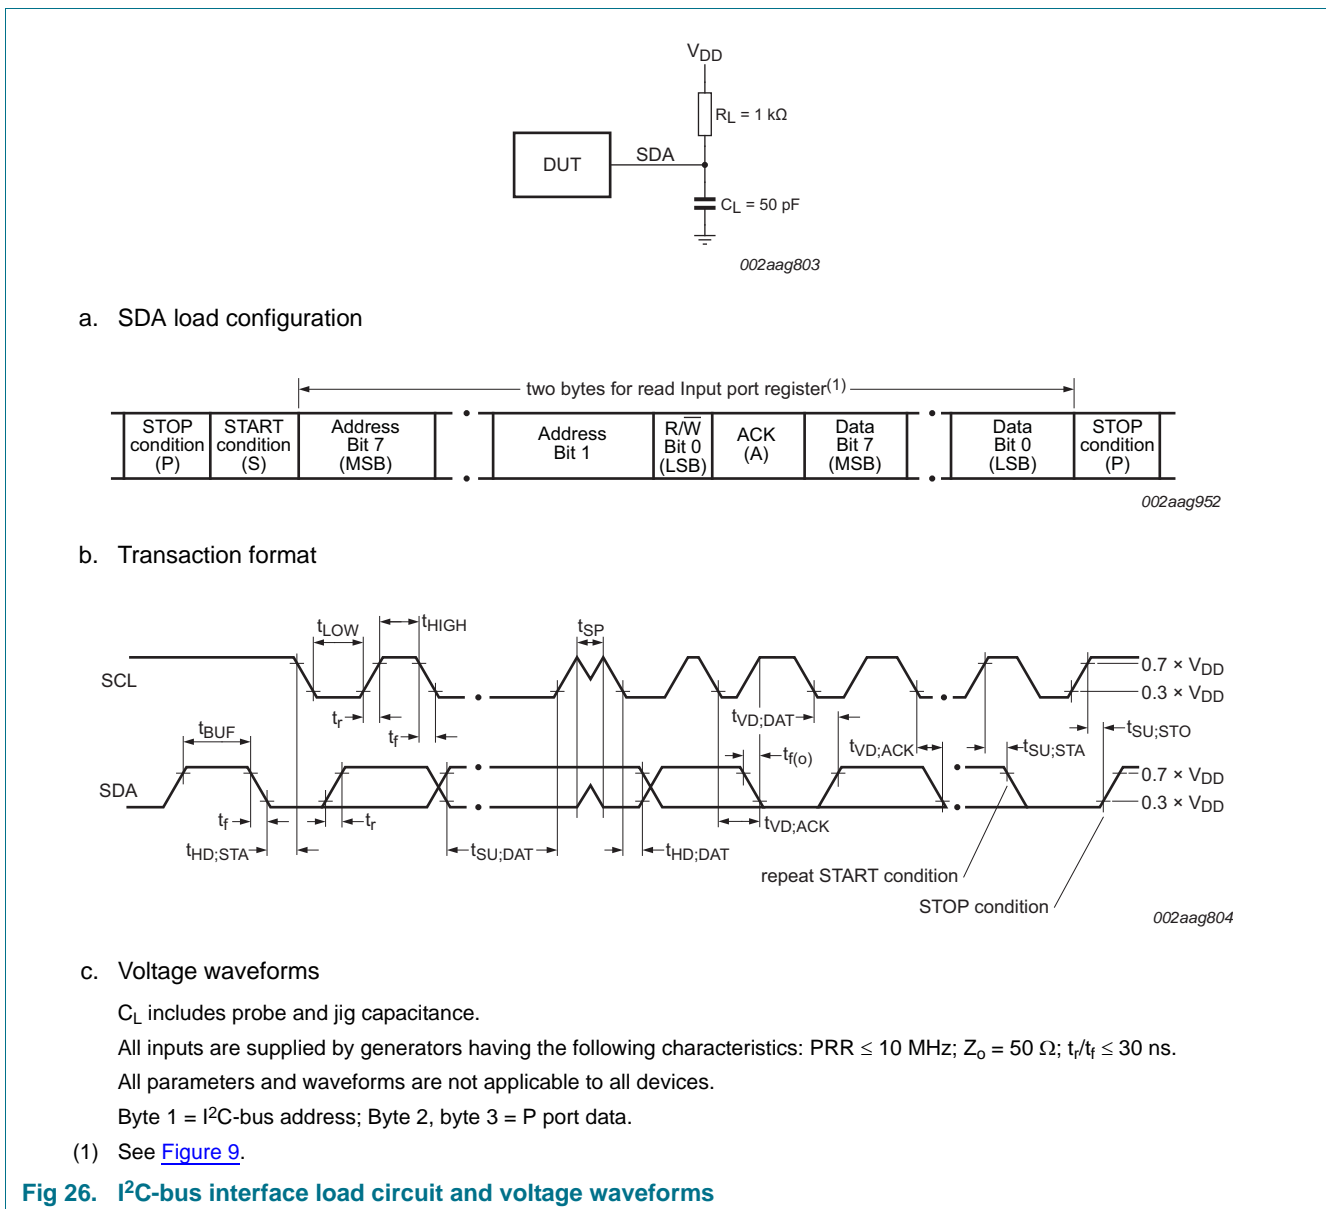 VDD
RL = 1 kΩ
DUT
SDA
CL = 50 pF
002aag803
a. SDA load configuration
two bytes for read Input port register(1)
STOP condition (P)
START condition (S)
Address Bit 7 (MSB)
Address Bit 1
R/W̅ Bit 0 (LSB)
ACK (A)
Data Bit 7 (MSB)
Data Bit 0 (LSB)
STOP condition (P)
002aag952
b. Transaction format
tLOW
tHIGH
tSP
SCL
0.7 × VDD
0.3 × VDD
tr
tf
tBUF
tVD;DAT
tf(o)
tVD;ACK
tSU;STA
tSU;STO
SDA
0.7 × VDD
0.3 × VDD
tf
tr
tHD;STA
tSU;DAT
tHD;DAT
tVD;ACK
repeat START condition
STOP condition
002aag804
c. Voltage waveforms
CL includes probe and jig capacitance.
All inputs are supplied by generators having the following characteristics: PRR ≤ 10 MHz; Zo = 50 Ω; tr/tf ≤ 30 ns.
All parameters and waveforms are not applicable to all devices.
Byte 1 = I²C-bus address; Byte 2, byte 3 = P port data.
(1) See Figure 9.
Fig 26. I²C-bus interface load circuit and voltage waveforms